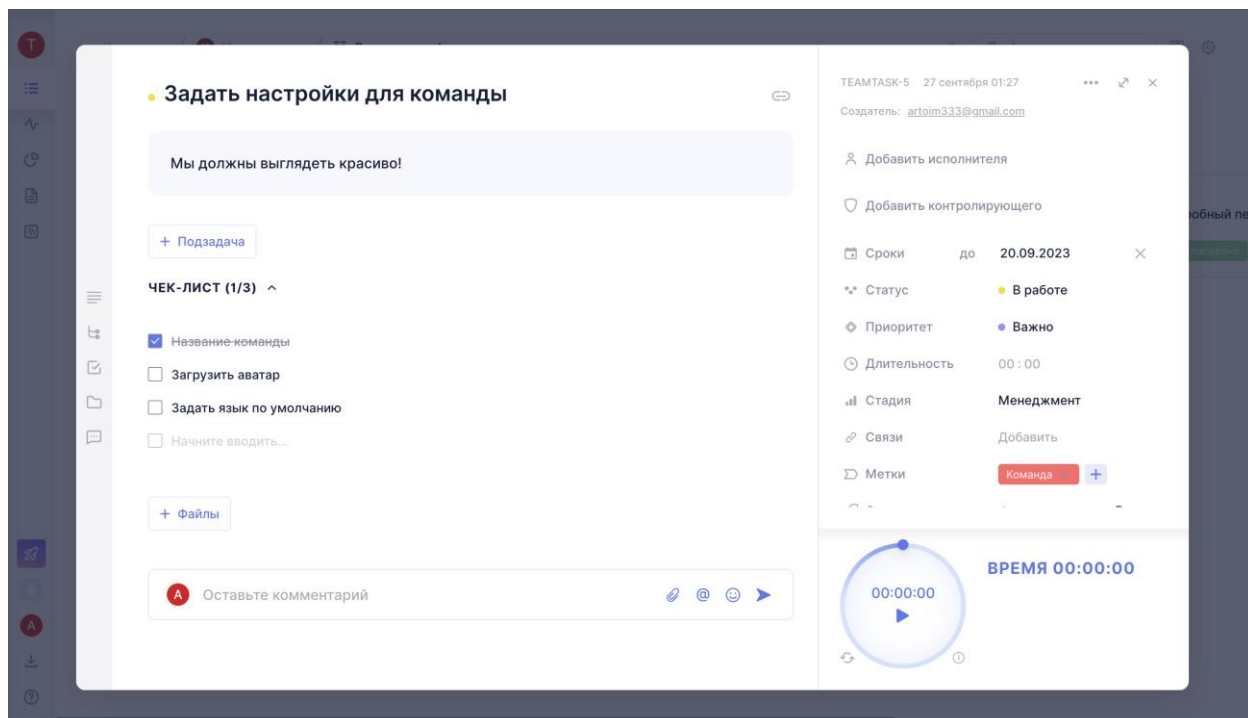 T
Задать настройки для команды
Мы должны выглядеть красиво!
+ Подзадача
ЧЕК-ЛИСТ (1/3)
Название команды
Загрузить аватар
Задать язык по умолчанию
Начните вводить...
+ Файлы
A
Оставьте комментарий
TEAMTASK-5 27 сентября 01:27
Создатель: artoim333@gmail.com
Добавить исполнителя
Добавить контролирующего
Сроки до 20.09.2023
Статус В работе
Приоритет Важно
Длительность 00 : 00
Стадия Менеджмент
Связи Добавить
Метки Команда +
ВРЕМЯ 00:00:00
00:00:00
A